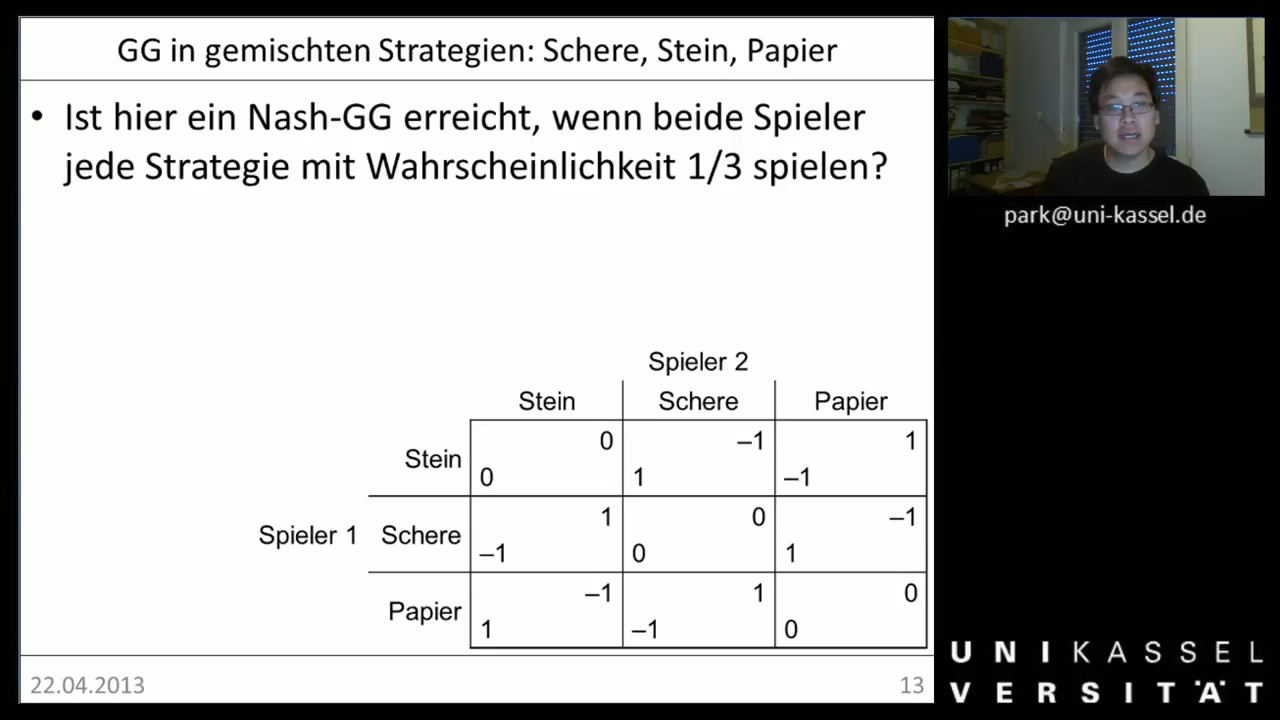 GG in gemischten Strategien: Schere, Stein, Papier
• Ist hier ein Nash-GG erreicht, wenn beide Spieler
jede Strategie mit Wahrscheinlichkeit 1/3 spielen?
Spieler 2
Stein Schere Papier
0 –1 1
Stein
0 1 –1
1 0 –1
Spieler 1 Schere
–1 0 1
–1 1 0
Papier
1 –1 0
22.04.2013 13
park@uni-kassel.de
UNIKASSEL
VERSITÄT